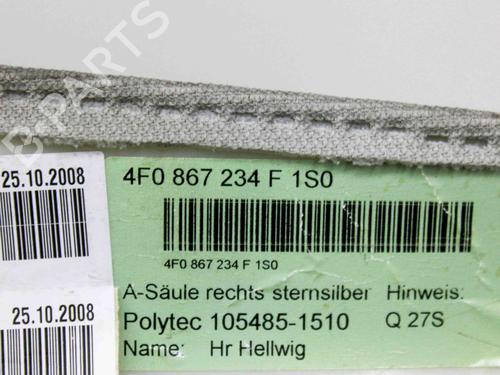 B-PARTS
25.10.2008
4F0 867 234 F 1S0
4F0 867 234 F 1S0
A-Säule rechts sternsilber Hinweis:
25.10.2008
Polytec 105485-1510 Q 27S
Name: Hr Hellwig